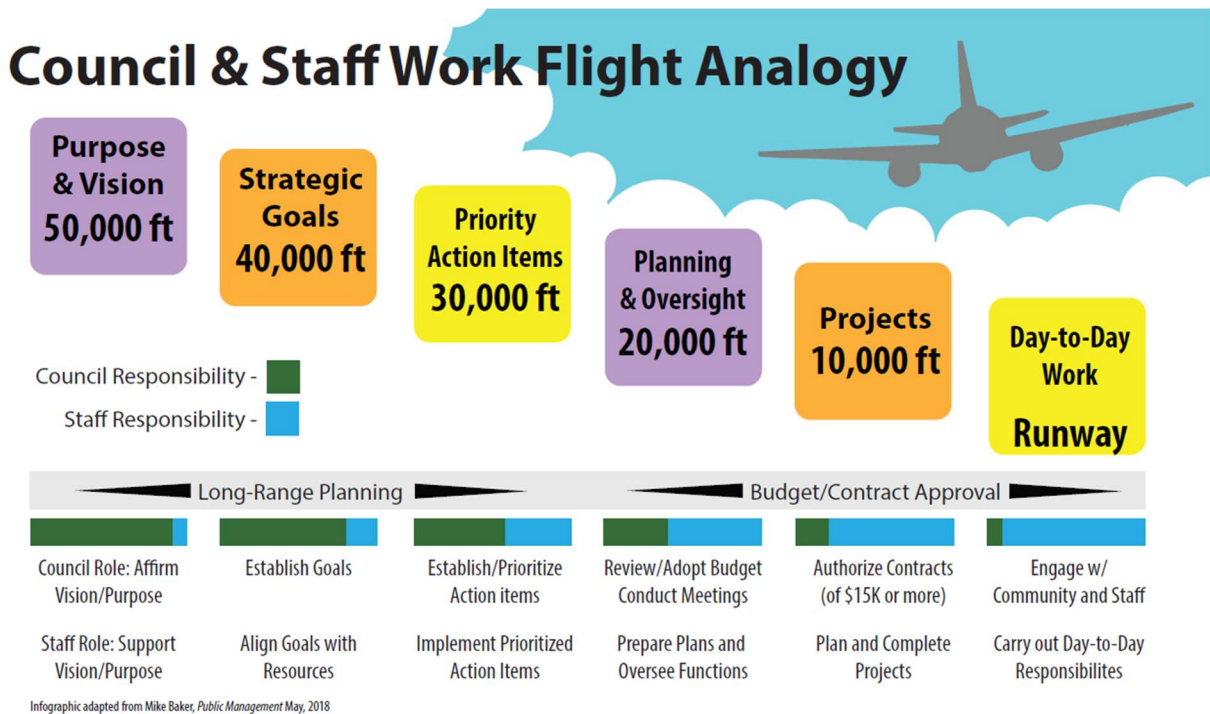 Council & Staff Work Flight Analogy
Purpose
& Vision
50,000 ft
Strategic
Goals
40,000 ft
Priority
Action Items
30,000 ft
Planning
& Oversight
20,000 ft
Projects
10,000 ft
Day-to-Day
Work
Runway
Council Responsibility -
Staff Responsibility -
Long-Range Planning
Budget/Contract Approval
Council Role: Affirm
Vision/Purpose
Establish Goals
Establish/Prioritize
Action items
Review/Adopt Budget
Conduct Meetings
Authorize Contracts
(of $15K or more)
Engage w/
Community and Staff
Staff Role: Support
Vision/Purpose
Align Goals with
Resources
Implement Prioritized
Action Items
Prepare Plans and
Oversee Functions
Plan and Complete
Projects
Carry out Day-to-Day
Responsibilites
Infographic adapted from Mike Baker, Public Management May, 2018